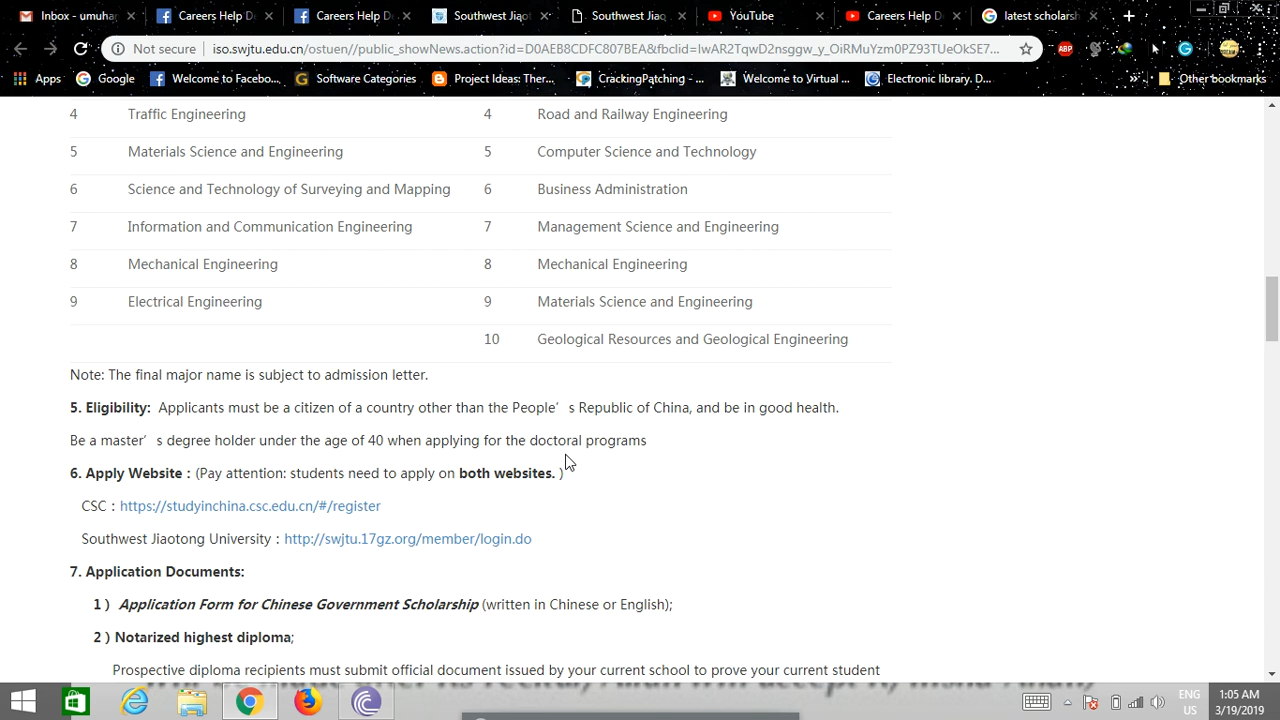 Inbox - umuha
Careers Help D
Careers Help D
Southwest Jiaot
Southwest Jiaq
YouTube
Careers Help D
latest scholarsh
Not secure
iso.swjtu.edu.cn/ostuen//public_showNews.action?id=D0AEB8CDFC807BEA&fbclid=IwAR2TqwD2nsggw_y_OiRMuYzm0PZ93TUeOkSE7...
ABP
Apps
Google
Welcome to Facebo...
Software Categories
Project Ideas: Ther...
CrackingPatching - ...
Welcome to Virtual ...
Electronic library. D...
Other bookmarks
4 Traffic Engineering 4 Road and Railway Engineering
5 Materials Science and Engineering 5 Computer Science and Technology
6 Science and Technology of Surveying and Mapping 6 Business Administration
7 Information and Communication Engineering 7 Management Science and Engineering
8 Mechanical Engineering 8 Mechanical Engineering
9 Electrical Engineering 9 Materials Science and Engineering
10 Geological Resources and Geological Engineering
Note: The final major name is subject to admission letter.
5. Eligibility: Applicants must be a citizen of a country other than the People’s Republic of China, and be in good health.
Be a master’s degree holder under the age of 40 when applying for the doctoral programs
6. Apply Website : (Pay attention: students need to apply on both websites. )
CSC : https://studyinchina.csc.edu.cn/#/register
Southwest Jiaotong University : http://swjtu.17gz.org/member/login.do
7. Application Documents:
1 ) Application Form for Chinese Government Scholarship (written in Chinese or English);
2 ) Notarized highest diploma;
Prospective diploma recipients must submit official document issued by your current school to prove your current student
ENG
US
1:05 AM
3/19/2019